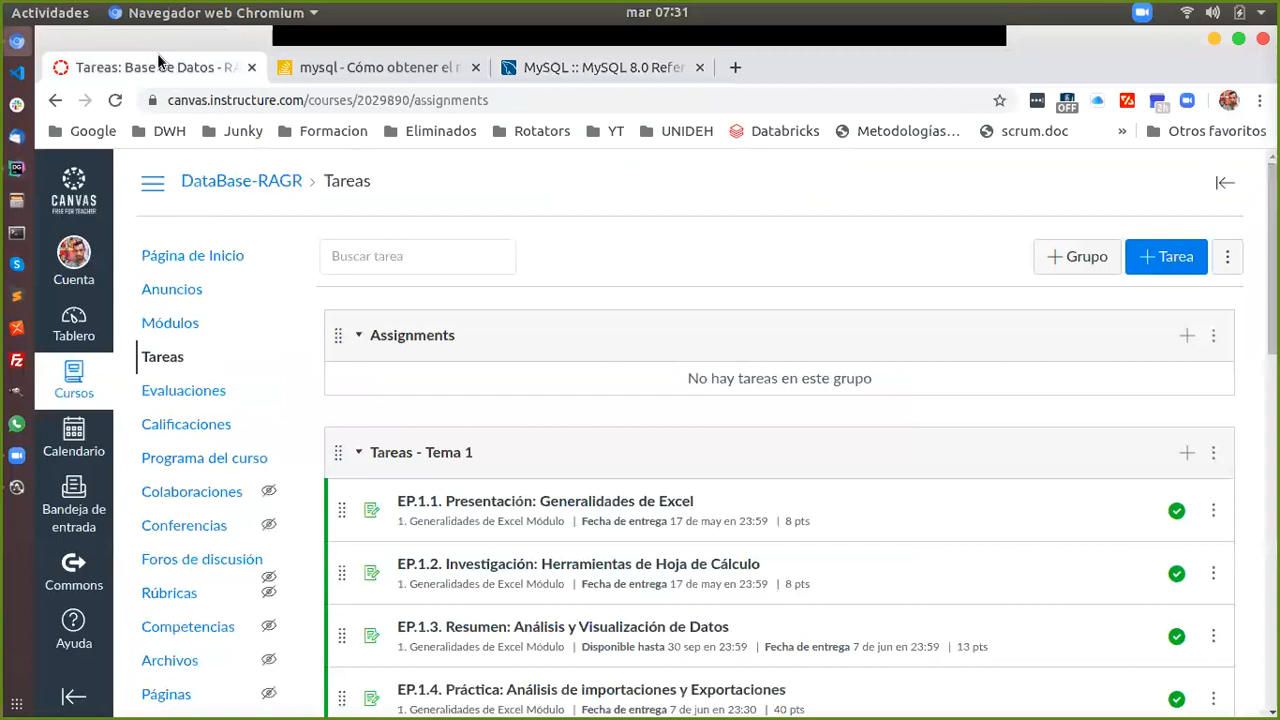 Actividades Navegador web Chromium mar 07:31
Tareas: Base de Datos - RA mysql - Cómo obtener el r MySQL :: MySQL 8.0 Refer
canvas.instructure.com/courses/2029890/assignments OFF
Google DWH Junky Formacion Eliminados Rotators YT UNIDEH Databricks Metodologías... scrum.doc » Otros favoritos
CANVAS
FREE FOR TEACHER
Cuenta
Tablero
Cursos
Calendario
Bandeja de
entrada
Commons
Ayuda
DataBase-RAGR › Tareas
Página de Inicio
Anuncios
Módulos
Tareas
Evaluaciones
Calificaciones
Programa del curso
Colaboraciones
Conferencias
Foros de discusión
Rúbricas
Competencias
Archivos
Páginas
Buscar tarea + Grupo + Tarea
Assignments
No hay tareas en este grupo
Tareas - Tema 1
EP.1.1. Presentación: Generalidades de Excel
1. Generalidades de Excel Módulo | Fecha de entrega 17 de may en 23:59 | 8 pts
EP.1.2. Investigación: Herramientas de Hoja de Cálculo
1. Generalidades de Excel Módulo | Fecha de entrega 17 de may en 23:59 | 8 pts
EP.1.3. Resumen: Análisis y Visualización de Datos
1. Generalidades de Excel Módulo | Disponible hasta 30 sep en 23:59 | Fecha de entrega 7 de jun en 23:59 | 13 pts
EP.1.4. Práctica: Análisis de importaciones y Exportaciones
1. Generalidades de Excel Módulo | Fecha de entrega 7 de jun en 23:30 | 40 pts